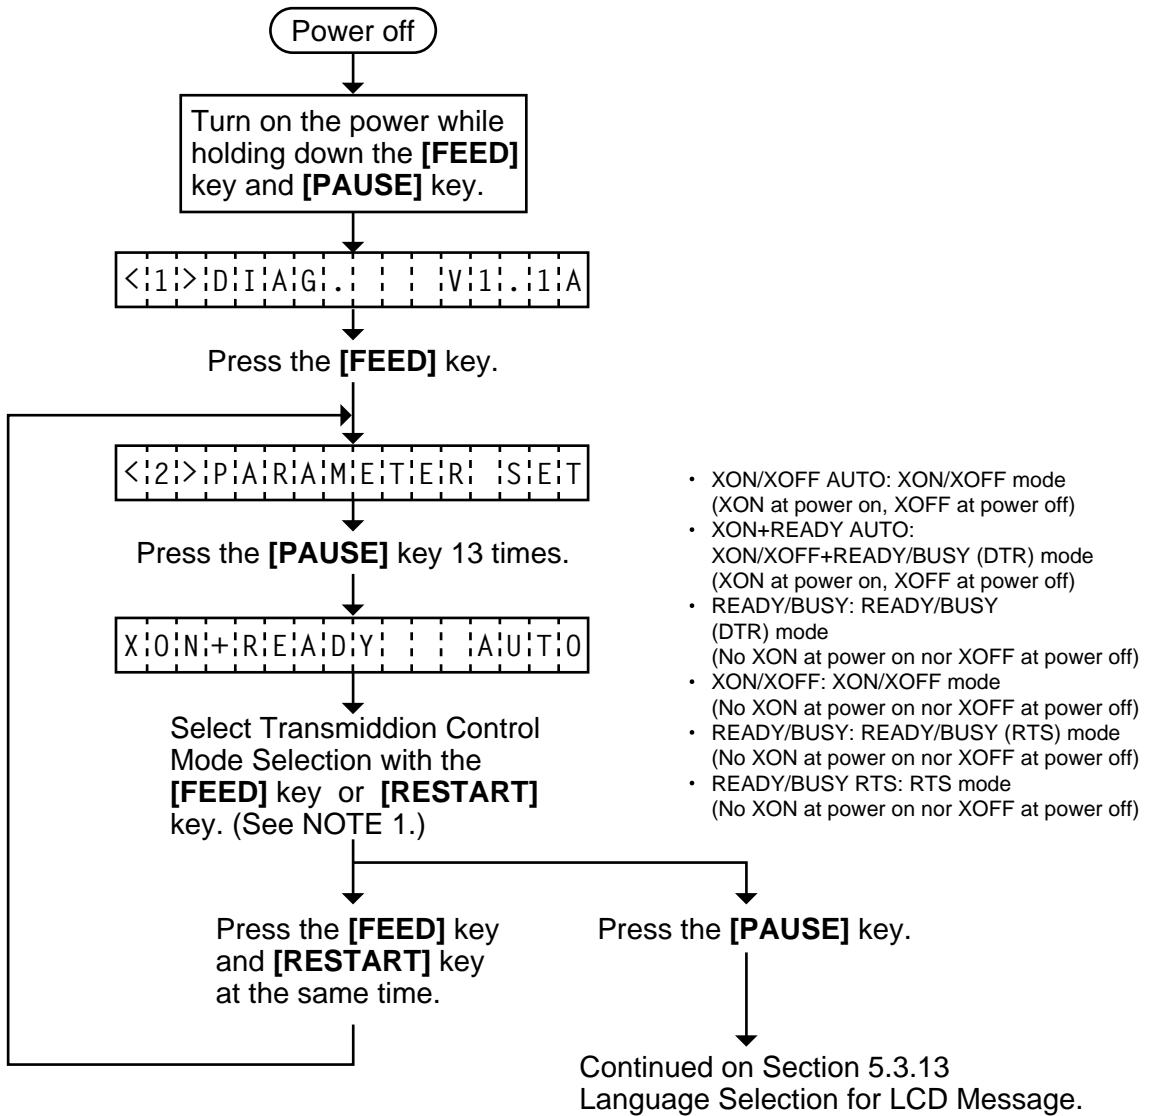 Power off
Turn on the power while
holding down the [FEED]
key and [PAUSE] key.
<1>DIAG.   V1.1A
Press the [FEED] key.
<2>PARAMETER SET
Press the [PAUSE] key 13 times.
XON+READY   AUTO
Select Transmiddion Control
Mode Selection with the
[FEED] key or [RESTART]
key. (See NOTE 1.)
· XON/XOFF AUTO: XON/XOFF mode
(XON at power on, XOFF at power off)
· XON+READY AUTO:
XON/XOFF+READY/BUSY (DTR) mode
(XON at power on, XOFF at power off)
· READY/BUSY: READY/BUSY
(DTR) mode
(No XON at power on nor XOFF at power off)
· XON/XOFF: XON/XOFF mode
(No XON at power on nor XOFF at power off)
· READY/BUSY: READY/BUSY (RTS) mode
(No XON at power on nor XOFF at power off)
· READY/BUSY RTS: RTS mode
(No XON at power on nor XOFF at power off)
Press the [FEED] key
and [RESTART] key
at the same time.
Press the [PAUSE] key.
Continued on Section 5.3.13
Language Selection for LCD Message.